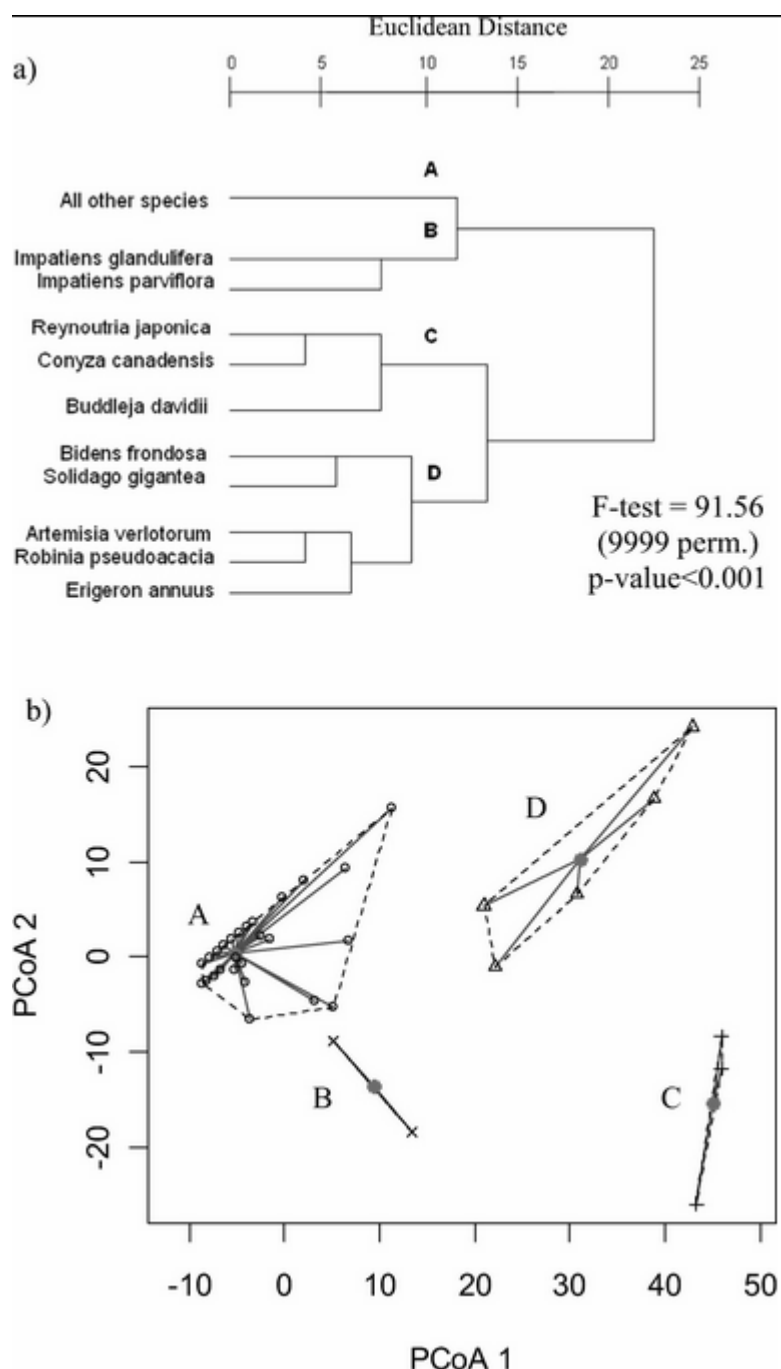 Euclidean Distance
a)
0 5 10 15 20 25
A
All other species
B
Impatiens glandulifera
Impatiens parviflora
Reynoutria japonica
C
Conyza canadensis
Buddleja davidii
Bidens frondosa
Solidago gigantea
D
F-test = 91.56
(9999 perm.)
p-value<0.001
Artemisia verlotorum
Robinia pseudoacacia
Erigeron annuus
b)
20
10
0
-10
-20
PCoA 2
D
A
B
C
-10 0 10 20 30 40 50
PCoA 1